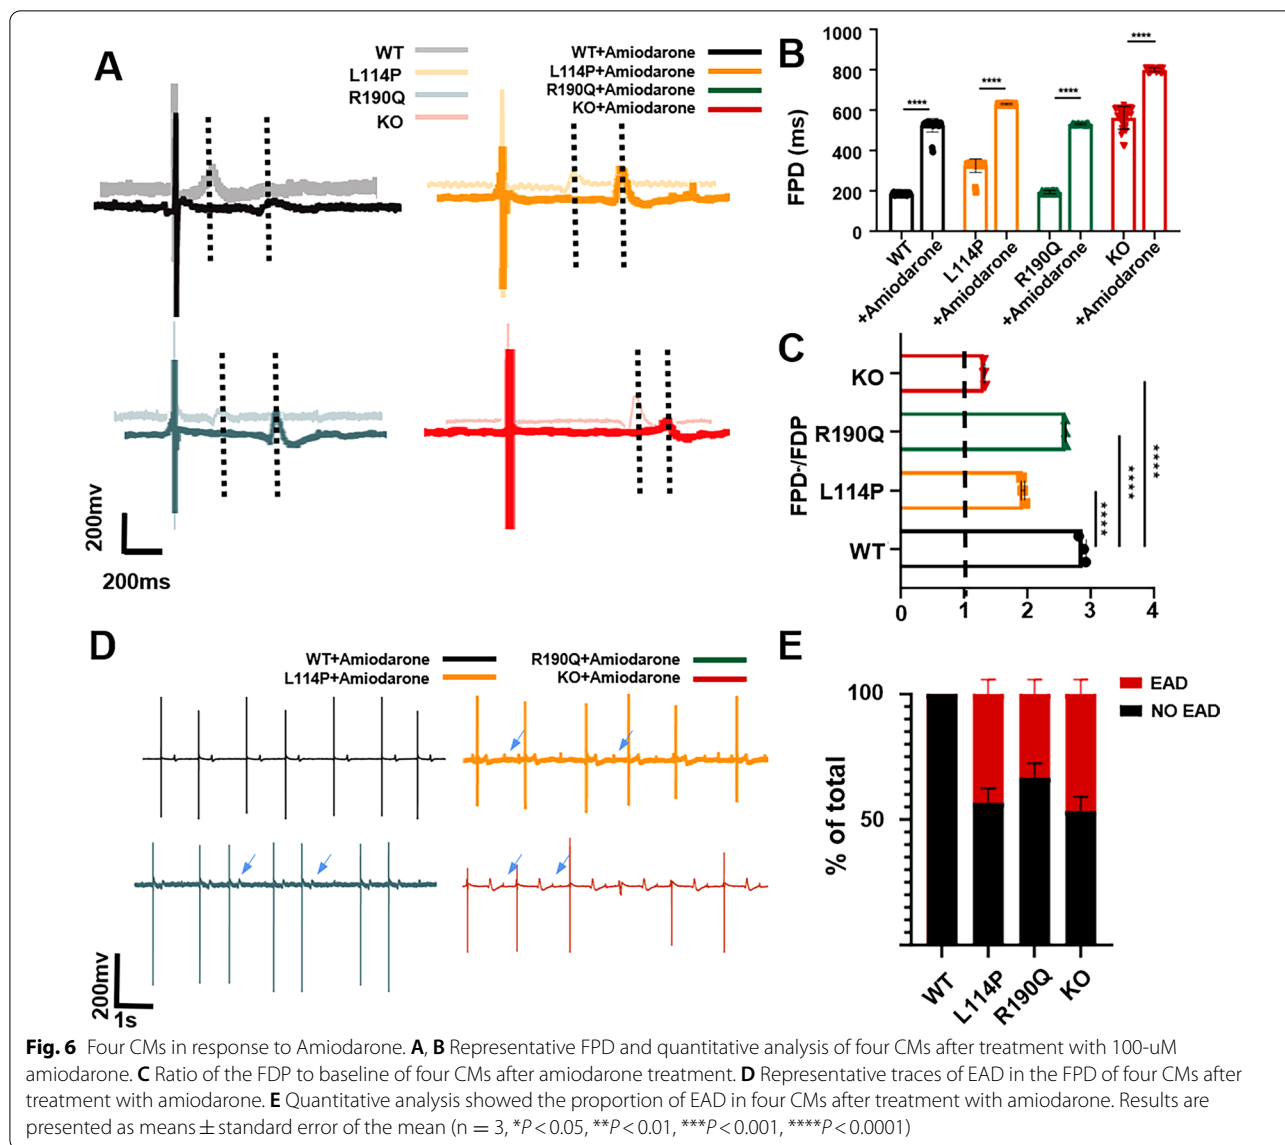 A
WT
L114P
R190Q
KO
WT+Amiodarone
L114P+Amiodarone
R190Q+Amiodarone
KO+Amiodarone
200mv
200ms
B
FPD (ms)
1000
800
600
400
200
0
****
****
****
****
WT
+Amiodarone
L114P
+Amiodarone
R190Q
+Amiodarone
KO
+Amiodarone
C
FPD-/FDP
KO
R190Q
L114P
WT
0
1
2
3
4
****
****
****
D
WT+Amiodarone
L114P+Amiodarone
R190Q+Amiodarone
KO+Amiodarone
200mv
1s
E
EAD
NO EAD
% of total
100
50
WT
L114P
R190Q
KO
Fig. 6 Four CMs in response to Amiodarone. A, B Representative FPD and quantitative analysis of four CMs after treatment with 100-uM
amiodarone. C Ratio of the FDP to baseline of four CMs after amiodarone treatment. D Representative traces of EAD in the FPD of four CMs after
treatment with amiodarone. E Quantitative analysis showed the proportion of EAD in four CMs after treatment with amiodarone. Results are
presented as means ± standard error of the mean (n = 3, *P < 0.05, **P < 0.01, ***P < 0.001, ****P < 0.0001)